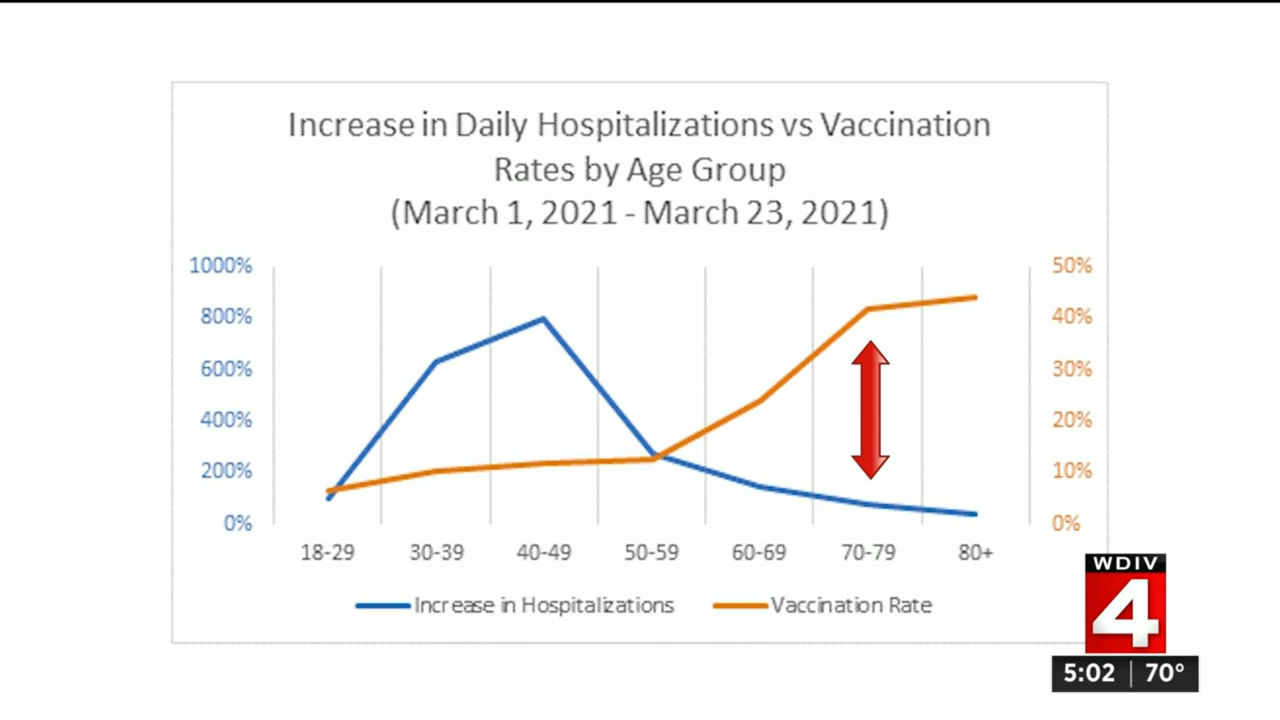 Increase in Daily Hospitalizations vs Vaccination
Rates by Age Group
(March 1, 2021 - March 23, 2021)
1000% 50%
800% 40%
600% 30%
400% 20%
200% 10%
0% 0%
18-29 30-39 40-49 50-59 60-69 70-79 80+
Increase in Hospitalizations Vaccination Rate
WDIV
4
5:02 70°